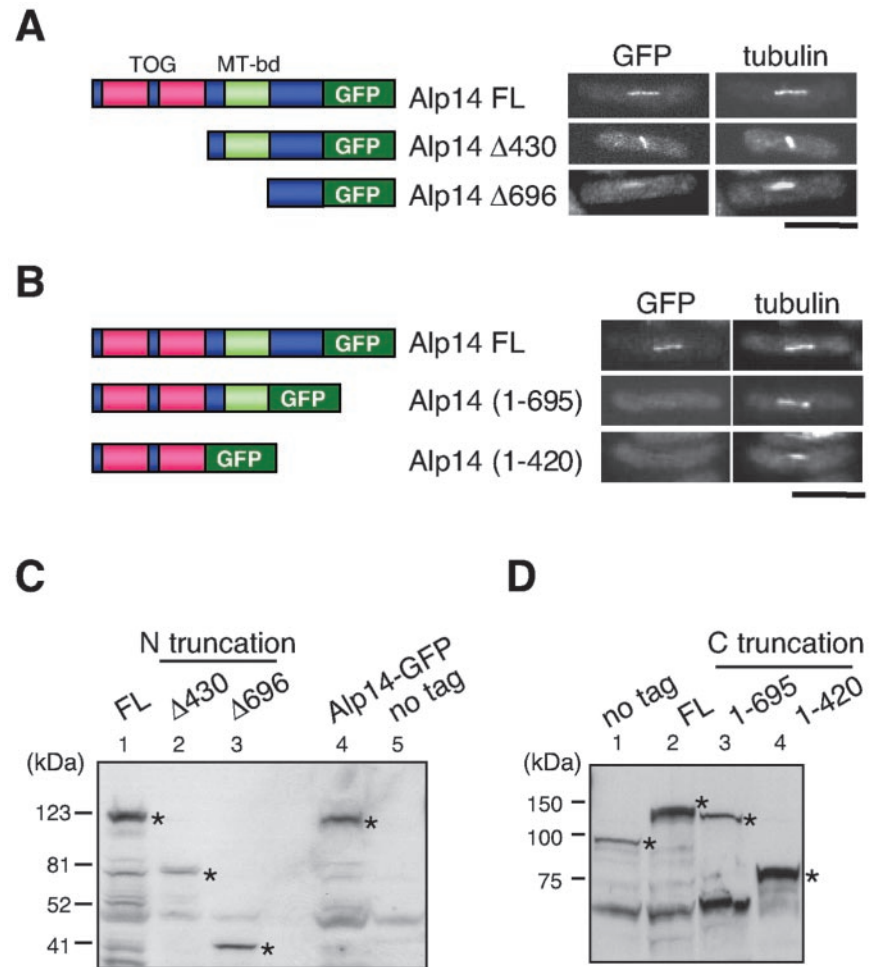 A
TOG MT-bd
GFP tubulin
GFP Alp14 FL
GFP Alp14 Δ430
GFP Alp14 Δ696
B
GFP tubulin
GFP Alp14 FL
GFP Alp14 (1-695)
GFP Alp14 (1-420)
C
N truncation
FL Δ430 Δ696 Alp14-GFP no tag
1 2 3 4 5
(kDa)
123
*
*
81
*
52
41
*
D
C truncation
no tag FL 1-695 1-420
1 2 3 4
(kDa)
150
*
*
100
*
75
*